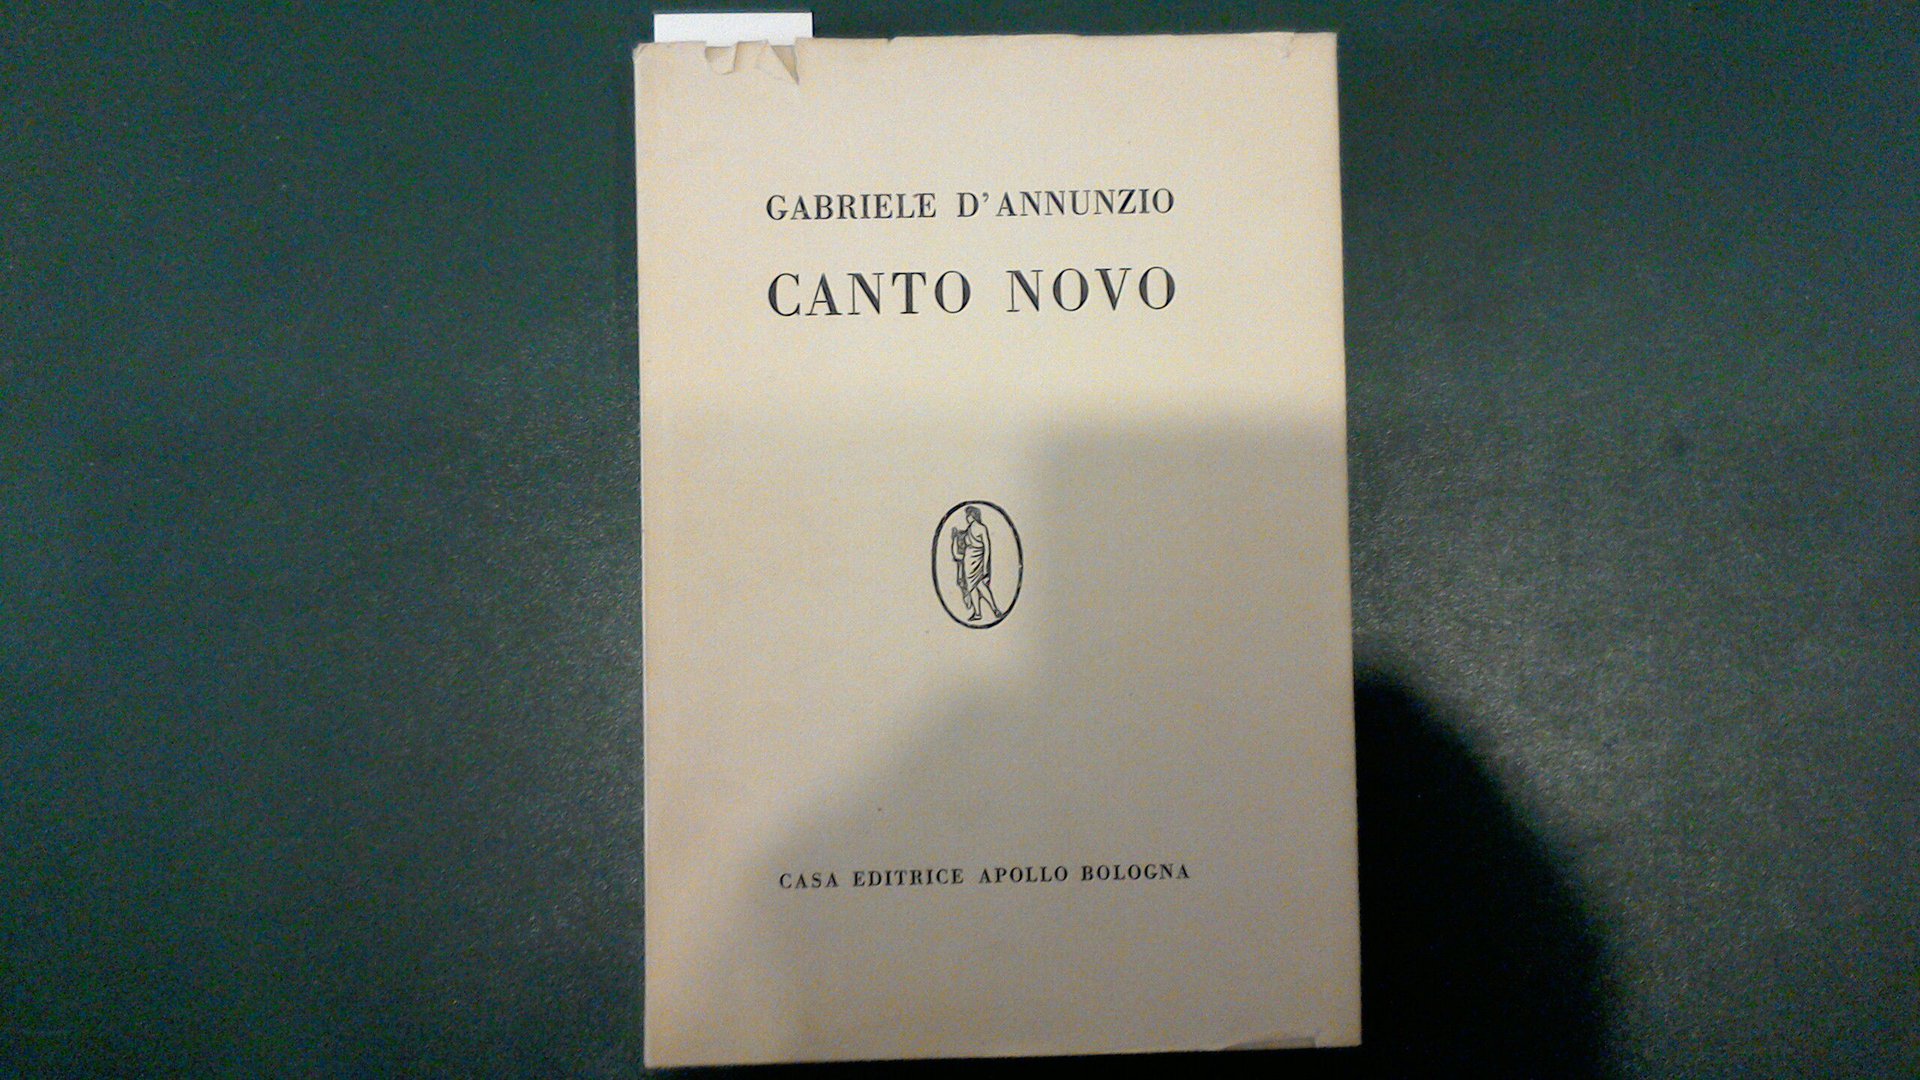 GABRIELE D'ANNUNZIO
CANTO NOVO
CASA EDITRICE APOLLO BOLOGNA